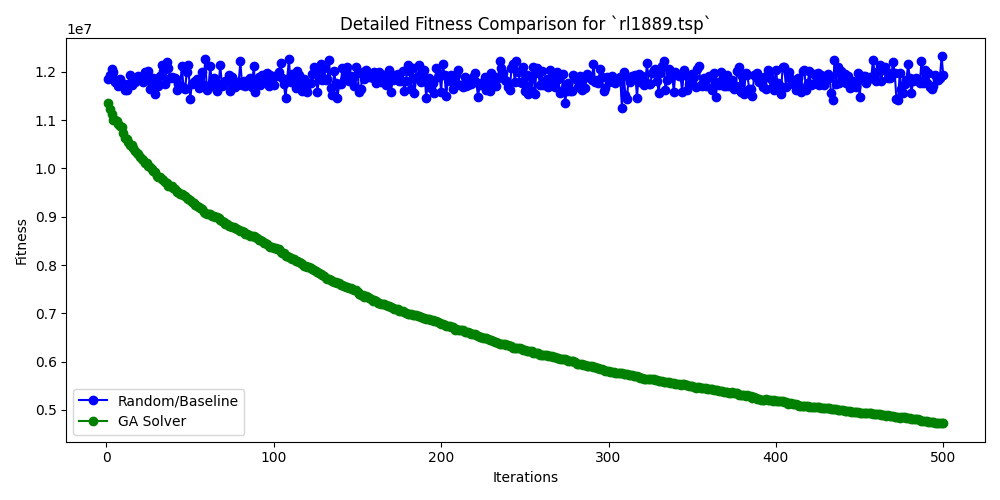 Detailed Fitness Comparison for `rl1889.tsp`
1e7
1.2
1.1
1.0
0.9
0.8
0.7
0.6
0.5
Fitness
Random/Baseline
GA Solver
0 100 200 300 400 500
Iterations